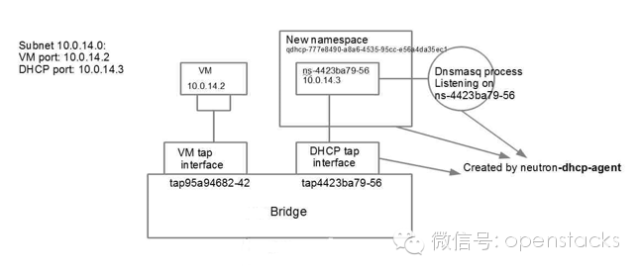 Subnet 10.0.14.0:
VM port: 10.0.14.2
DHCP port: 10.0.14.3
VM
10.0.14.2
New namespace
qdhcp-777e8490-a8a6-4535-95cc-e56a4da35ec1
ns-4423ba79-56
10.0.14.3
Dnsmasq process
Listening on
ns-4423ba79-56
VM tap
interface
DHCP tap
interface
Created by neutron-dhcp-agent
tap95a94682-42
tap4423ba79-56
Bridge
微信号: openstacks